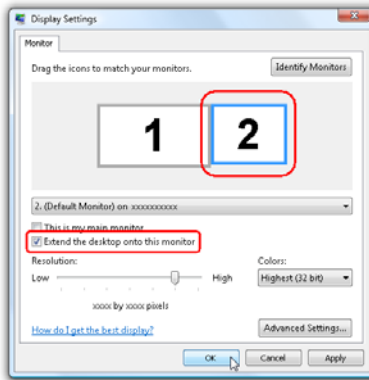 Display Settings
Monitor
Drag the icons to match your monitors.
Identify Monitors
1 2
2. (Default Monitor) on xxxxxxxxxx
This is my main monitor
Extend the desktop onto this monitor
Resolution:
Colors:
Low High
Highest (32 bit)
xxxx by xxxx pixels
How do I get the best display?
Advanced Settings...
OK Cancel Apply